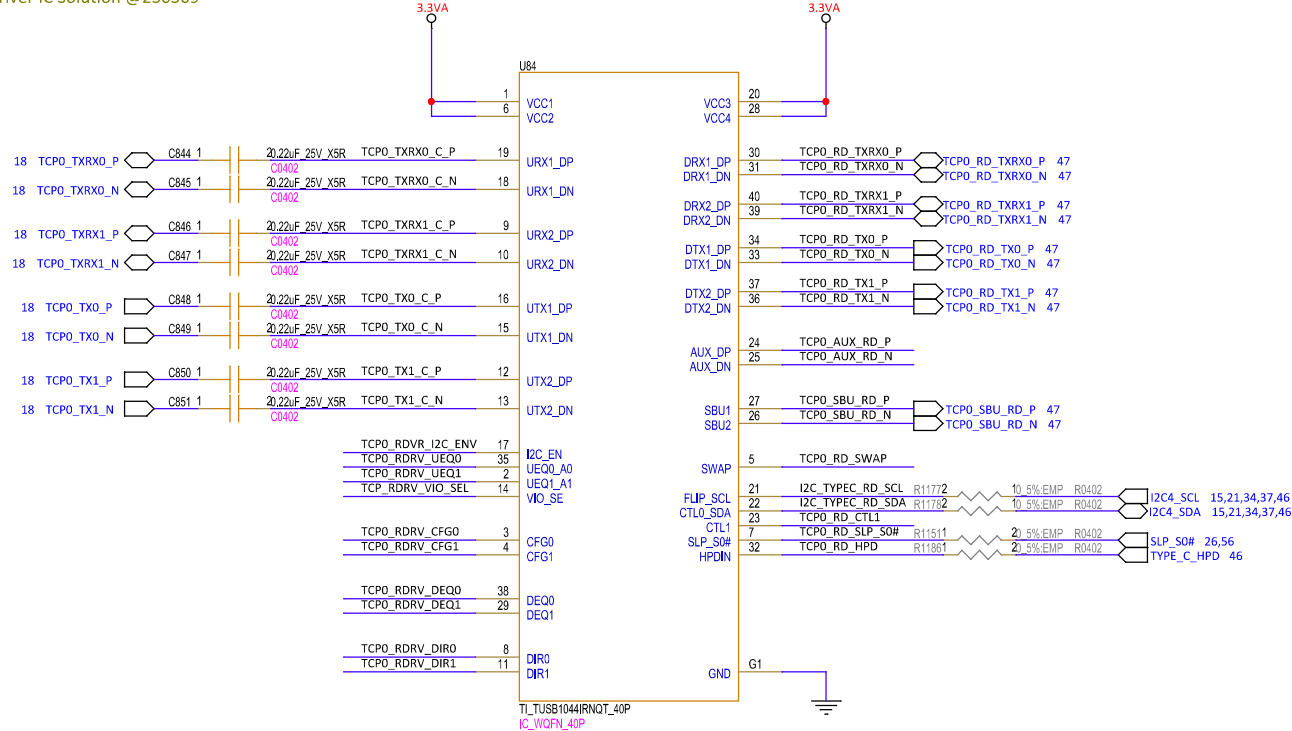 3.3VA 3.3VA
U84
1 VCC1 VCC3 20
6 VCC2 VCC4 28
18 TCP0_TXRX0_P C844 1 2 0.22uF_25V_X5R TCP0_TXRX0_C_P 19 URX1_DP DRX1_DP 30 TCP0_RD_TXRX0_P TCP0_RD_TXRX0_P 47
C0402
DRX1_DN 31 TCP0_RD_TXRX0_N TCP0_RD_TXRX0_N 47
18 TCP0_TXRX0_N C845 1 2 0.22uF_25V_X5R TCP0_TXRX0_C_N 18 URX1_DN
C0402
DRX2_DP 40 TCP0_RD_TXRX1_P TCP0_RD_TXRX1_P 47
DRX2_DN 39 TCP0_RD_TXRX1_N TCP0_RD_TXRX1_N 47
18 TCP0_TXRX1_P C846 1 2 0.22uF_25V_X5R TCP0_TXRX1_C_P 9 URX2_DP
C0402
DTX1_DP 34 TCP0_RD_TX0_P TCP0_RD_TX0_P 47
18 TCP0_TXRX1_N C847 1 2 0.22uF_25V_X5R TCP0_TXRX1_C_N 10 URX2_DN DTX1_DN 33 TCP0_RD_TX0_N TCP0_RD_TX0_N 47
C0402
DTX2_DP 37 TCP0_RD_TX1_P TCP0_RD_TX1_P 47
18 TCP0_TX0_P C848 1 2 0.22uF_25V_X5R TCP0_TX0_C_P 16 UTX1_DP DTX2_DN 36 TCP0_RD_TX1_N TCP0_RD_TX1_N 47
C0402
18 TCP0_TX0_N C849 1 2 0.22uF_25V_X5R TCP0_TX0_C_N 15 UTX1_DN
C0402
AUX_DP 24 TCP0_AUX_RD_P
AUX_DN 25 TCP0_AUX_RD_N
18 TCP0_TX1_P C850 1 2 0.22uF_25V_X5R TCP0_TX1_C_P 12 UTX2_DP
C0402
18 TCP0_TX1_N C851 1 2 0.22uF_25V_X5R TCP0_TX1_C_N 13 UTX2_DN SBU1 27 TCP0_SBU_RD_P TCP0_SBU_RD_P 47
C0402
SBU2 26 TCP0_SBU_RD_N TCP0_SBU_RD_N 47
TCP0_RDVR_I2C_ENV 17 I2C_EN
TCP0_RDRV_UEQ0 35 UEQ0_A0 SWAP 5 TCP0_RD_SWAP
TCP0_RDRV_UEQ1 2 UEQ1_A1
TCP_RDRV_VIO_SEL 14 VIO_SE FLIP_SCL 21 I2C_TYPEC_RD_SCL R1177 2 1 0_5%:EMP R0402 I2C4_SCL 15,21,34,37,46
CTL0_SDA 22 I2C_TYPEC_RD_SDA R1178 2 1 0_5%:EMP R0402 I2C4_SDA 15,21,34,37,46
CTL1 23 TCP0_RD_CTL1
TCP0_RDRV_CFG0 3 CFG0 SLP_S0# 7 TCP0_RD_SLP_S0# R1151 1 2 0_5%:EMP R0402 SLP_S0# 26,56
TCP0_RDRV_CFG1 4 CFG1 HPDIN 32 TCP0_RD_HPD R1186 1 2 0_5%:EMP R0402 TYPE_C_HPD 46
TCP0_RDRV_DEQ0 38 DEQ0
TCP0_RDRV_DEQ1 29 DEQ1
TCP0_RDRV_DIR0 8 DIR0
TCP0_RDRV_DIR1 11 DIR1 GND G1
TI_TUSB1044IRNQT_40P
IC_WQFN_40P